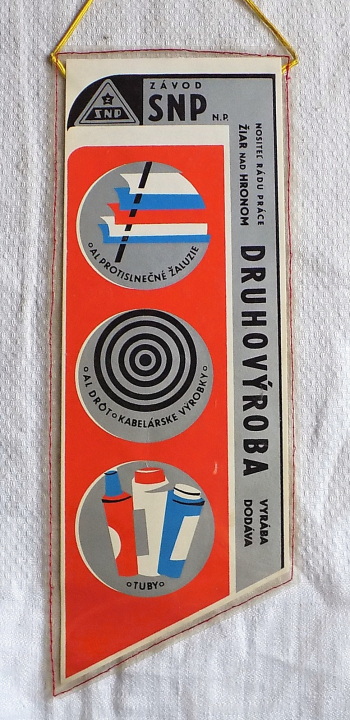 SNP
ZÁVOD
SNP N.P.
NOSITEĽ RÁDU PRÁCE
ŽIAR NAD HRONOM
DRUHOVÝROBA
VYRÁBA
DODÁVA
AL PROTISLNEČNÉ ŽALUZIE
AL DRÔT KABELÁRSKE VÝROBKY
TUBY